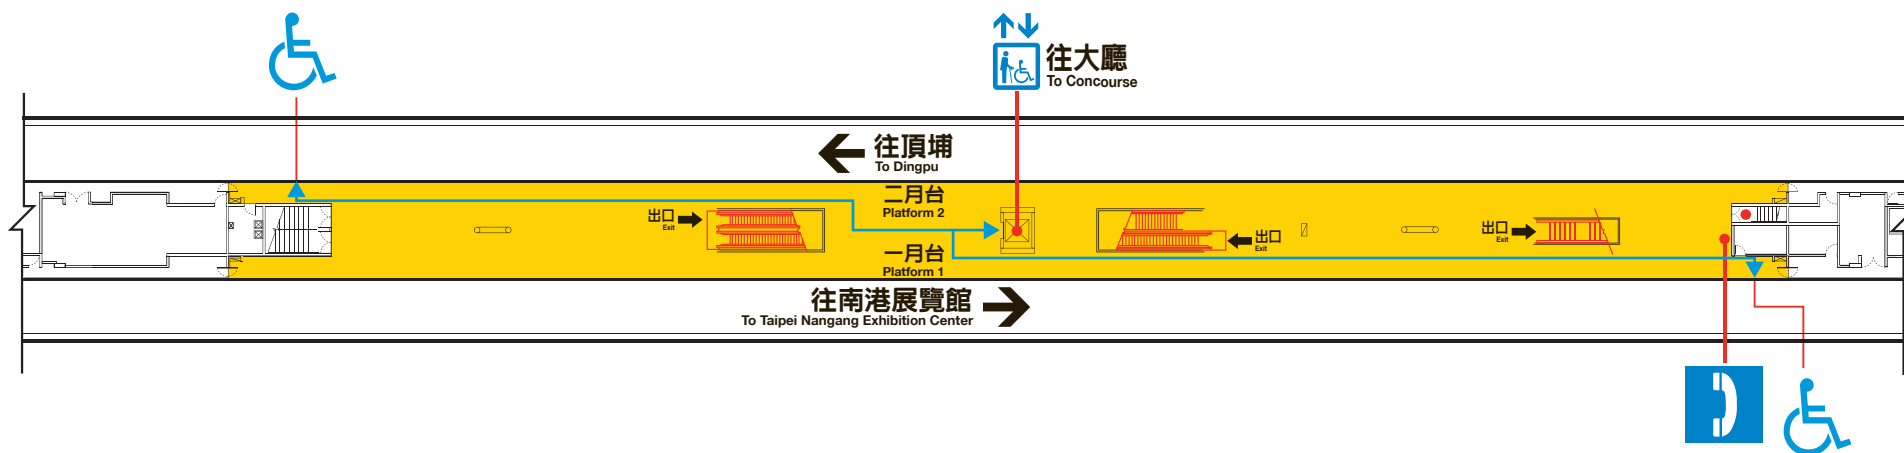 往大廳
To Concourse
往頂埔
To Dingpu
二月台
Platform 2
出口
Exit
出口
Exit
出口
Exit
一月台
Platform 1
往南港展覽館
To Taipei Nangang Exhibition Center